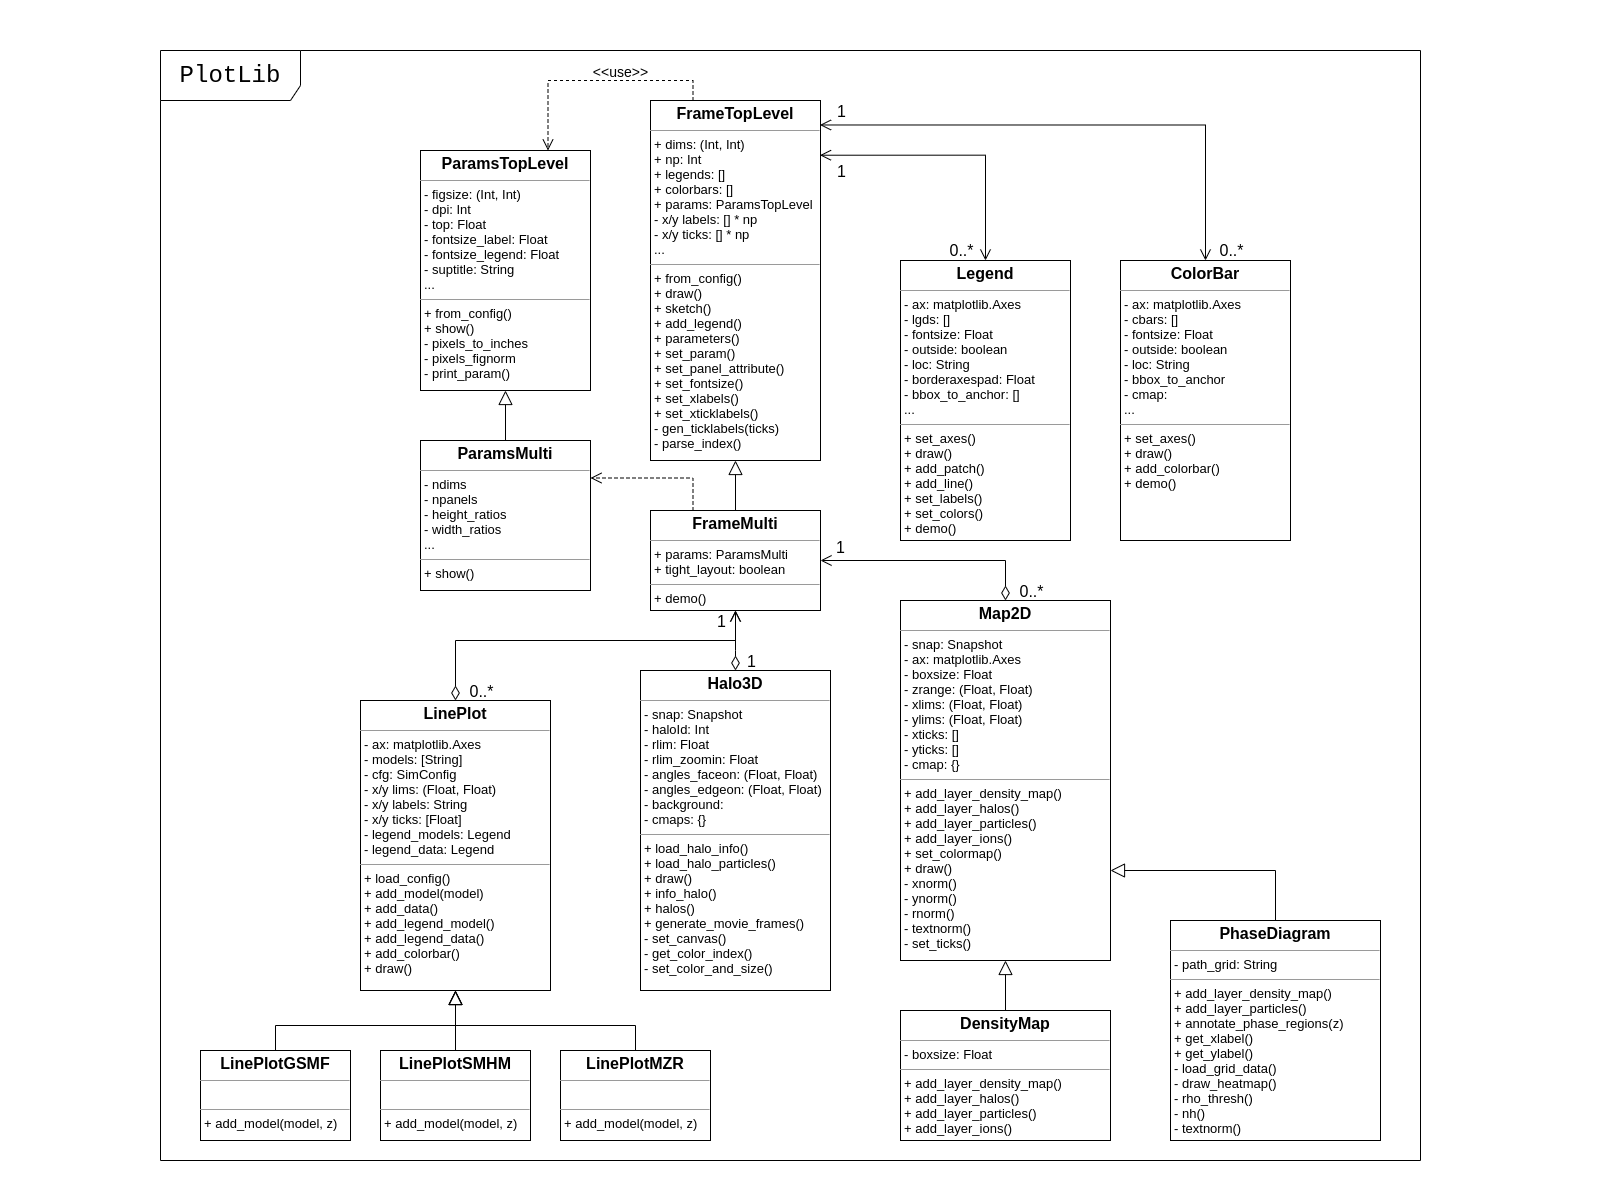 PlotLib
<<use>>
FrameTopLevel
+ dims: (Int, Int)
+ np: Int
+ legends: []
+ colorbars: []
+ params: ParamsTopLevel
- x/y labels: [] * np
- x/y ticks: [] * np
...
+ from_config()
+ draw()
+ sketch()
+ add_legend()
+ parameters()
+ set_param()
+ set_panel_attribute()
+ set_fontsize()
+ set_xlabels()
+ set_xticklabels()
- gen_ticklabels(ticks)
- parse_index()
1
1
ParamsTopLevel
- figsize: (Int, Int)
- dpi: Int
- top: Float
- fontsize_label: Float
- fontsize_legend: Float
- suptitle: String
...
+ from_config()
+ show()
- pixels_to_inches
- pixels_fignorm
- print_param()
0..*
Legend
- ax: matplotlib.Axes
- lgds: []
- fontsize: Float
- outside: boolean
- loc: String
- borderaxespad: Float
- bbox_to_anchor: []
...
+ set_axes()
+ draw()
+ add_patch()
+ add_line()
+ set_labels()
+ set_colors()
+ demo()
0..*
ColorBar
- ax: matplotlib.Axes
- cbars: []
- fontsize: Float
- outside: boolean
- loc: String
- bbox_to_anchor
- cmap:
...
+ set_axes()
+ draw()
+ add_colorbar()
+ demo()
ParamsMulti
- ndims
- npanels
- height_ratios
- width_ratios
...
+ show()
FrameMulti
+ params: ParamsMulti
+ tight_layout: boolean
+ demo()
1
1
0..*
Map2D
- snap: Snapshot
- ax: matplotlib.Axes
- boxsize: Float
- zrange: (Float, Float)
- xlims: (Float, Float)
- ylims: (Float, Float)
- xticks: []
- yticks: []
- cmap: {}
+ add_layer_density_map()
+ add_layer_halos()
+ add_layer_particles()
+ add_layer_ions()
+ set_colormap()
+ draw()
- xnorm()
- ynorm()
- rnorm()
- textnorm()
- set_ticks()
1
Halo3D
- snap: Snapshot
- haloId: Int
- rlim: Float
- rlim_zoomin: Float
- angles_faceon: (Float, Float)
- angles_edgeon: (Float, Float)
- background:
- cmaps: {}
+ load_halo_info()
+ load_halo_particles()
+ draw()
+ info_halo()
+ halos()
+ generate_movie_frames()
- set_canvas()
- get_color_index()
- set_color_and_size()
0..*
LinePlot
- ax: matplotlib.Axes
- models: [String]
- cfg: SimConfig
- x/y lims: (Float, Float)
- x/y labels: String
- x/y ticks: [Float]
- legend_models: Legend
- legend_data: Legend
+ load_config()
+ add_model(model)
+ add_data()
+ add_legend_model()
+ add_legend_data()
+ add_colorbar()
+ draw()
PhaseDiagram
- path_grid: String
+ add_layer_density_map()
+ add_layer_particles()
+ annotate_phase_regions(z)
+ get_xlabel()
+ get_ylabel()
- load_grid_data()
- draw_heatmap()
- rho_thresh()
- nh()
- textnorm()
DensityMap
- boxsize: Float
+ add_layer_density_map()
+ add_layer_halos()
+ add_layer_particles()
+ add_layer_ions()
LinePlotGSMF
+ add_model(model, z)
LinePlotSMHM
+ add_model(model, z)
LinePlotMZR
+ add_model(model, z)